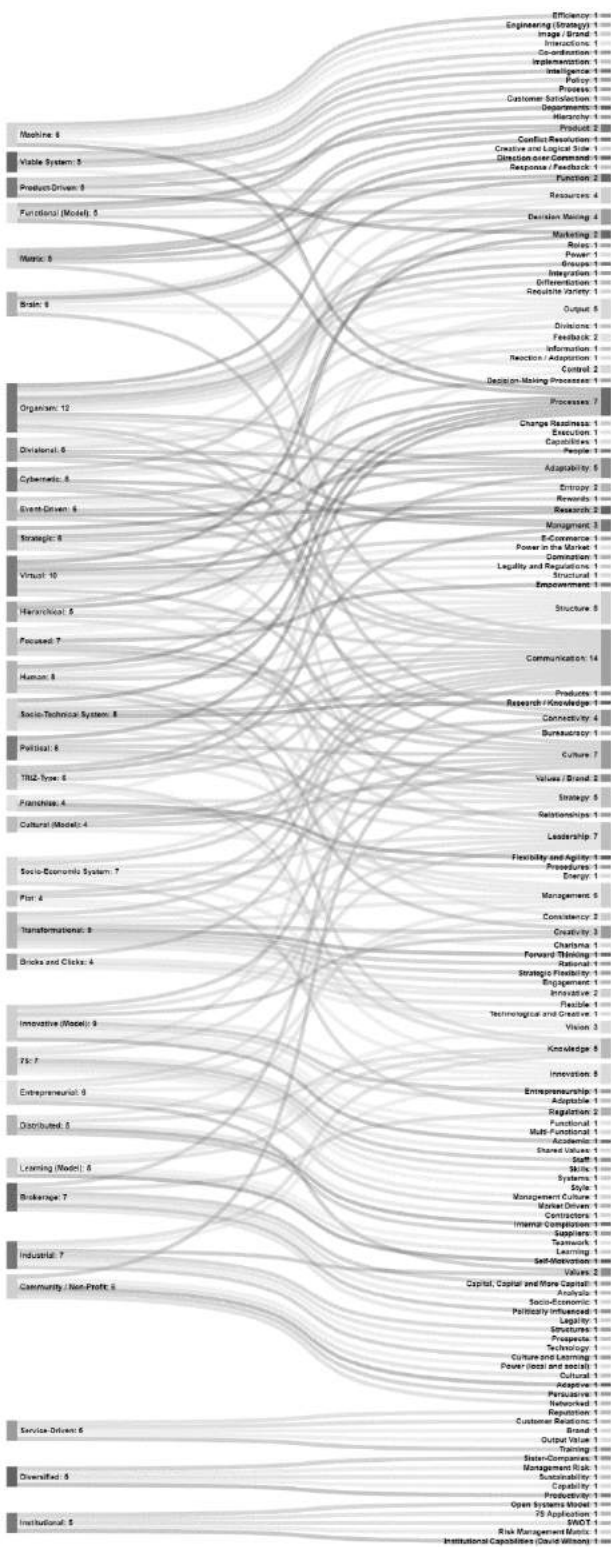 Machine: 6
Viable System: 5
Product-Driven: 5
Functional (Model): 5
Matrix: 5
Brain: 6
Organism: 12
Divisional: 6
Cybernetic: 6
Event-Driven: 6
Strategic: 6
Virtual: 10
Hierarchical: 5
Focused: 7
Human: 8
Socio-Technical System: 8
Political: 6
TRIZ-Type: 6
Franchise: 4
Cultural (Model): 4
Socio-Economic System: 7
Flat: 4
Transformational: 9
Bricks and Clicks: 4
Innovative (Model): 9
7S: 7
Entrepreneurial: 6
Distributed: 5
Learning (Model): 5
Brokerage: 7
Industrial: 7
Community / Non-Profit: 6
Service-Driven: 5
Diversified: 5
Institutional: 5
Efficiency: 1
Engineering (Strategy): 1
Image / Brand: 1
Interactions: 1
Co-ordination: 1
Implementation: 1
Intelligence: 1
Policy: 1
Process: 1
Customer Satisfaction: 1
Departments: 1
Hierarchy: 1
Product: 2
Conflict Resolution: 1
Creative and Logical Side: 1
Direction over Command: 1
Response / Feedback: 1
Function: 2
Resources: 4
Decision Making: 4
Marketing: 2
Roles: 1
Power: 1
Groups: 1
Integration: 1
Differentiation: 1
Requisite Variety: 1
Output: 5
Divisions: 1
Feedback: 2
Information: 1
Reaction / Adaptation: 1
Control: 2
Decision-Making Processes: 1
Processes: 7
Change Readiness: 1
Execution: 1
Capabilities: 1
People: 1
Adaptability: 5
Entropy: 2
Rewards: 1
Research: 2
Managment: 3
E-Commerce: 1
Power in the Market: 1
Domination: 1
Legality and Regulations: 1
Structural: 1
Empowerment: 1
Structure: 8
Communication: 14
Products: 1
Research / Knowledge: 1
Connectivity: 4
Bureaucracy: 1
Culture: 7
Values / Brand: 2
Strategy: 5
Relationships: 1
Leadership: 7
Flexibility and Agility: 1
Procedures: 1
Energy: 1
Management: 6
Consistency: 2
Creativity: 3
Charisma: 1
Forward Thinking: 1
Rational: 1
Strategic Flexibility: 1
Engagement: 1
Innovative: 2
Flexible: 1
Technological and Creative: 1
Vision: 3
Knowledge: 5
Innovation: 5
Entrepreneurship: 1
Adaptable: 1
Regulation: 2
Functional: 1
Multi-Functional: 1
Academic: 1
Shared Values: 1
Staff: 1
Skills: 1
Systems: 1
Style: 1
Management Culture: 1
Market Driven: 1
Contractors: 1
Internal Compilation: 1
Suppliers: 1
Teamwork: 1
Learning: 1
Self-Motivation: 1
Values: 2
Capital, Capital and More Capital!: 1
Analysis: 1
Socio-Economic: 1
Politically Influenced: 1
Legality: 1
Structures: 1
Prospects: 1
Technology: 1
Culture and Learning: 1
Power (local and social): 1
Cultural: 1
Adaptive: 1
Persuasive: 1
Networked: 1
Reputation: 1
Customer Relations: 1
Brand: 1
Output Value: 1
Training: 1
Sister-Companies: 1
Management Risk: 1
Sustainability: 1
Capability: 1
Productivity: 1
Open Systems Model: 1
7S Application: 1
SWOT: 1
Risk Management Matrix: 1
Institutional Capabilities (David Wilson): 1